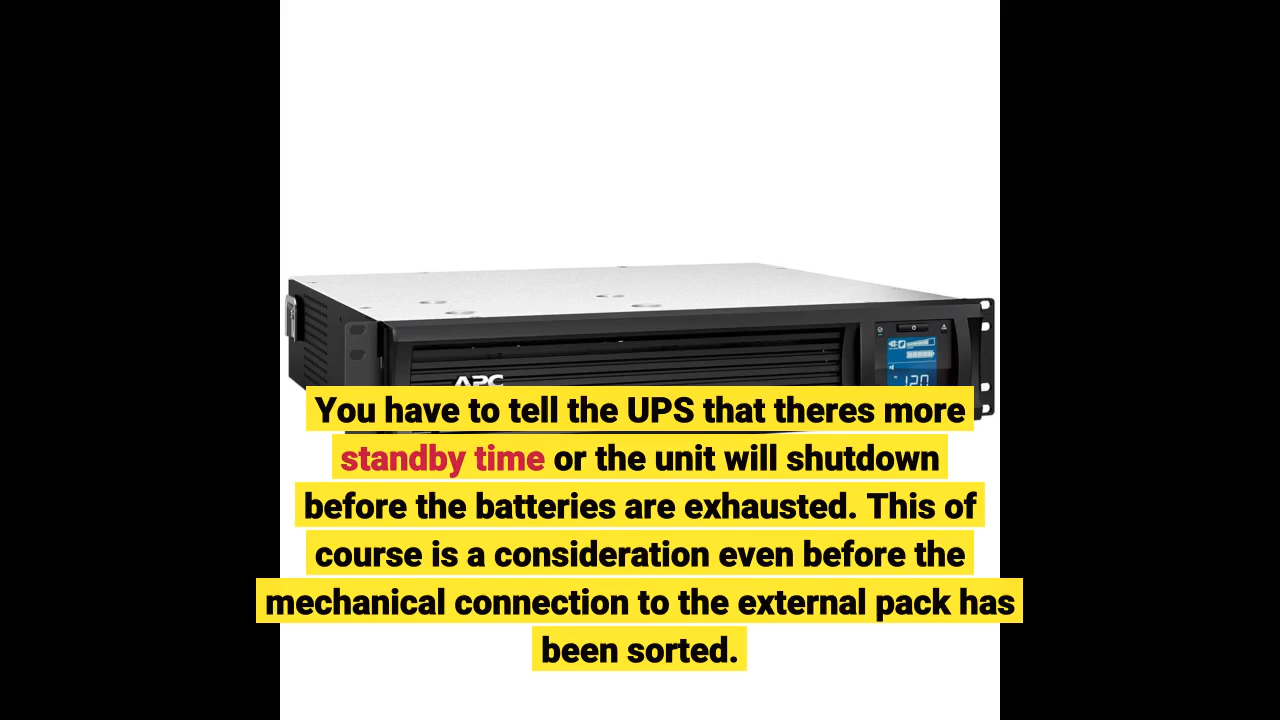 120
APC
You have to tell the UPS that theres more
standby time or the unit will shutdown
before the batteries are exhausted. This of
course is a consideration even before the
mechanical connection to the external pack has
been sorted.